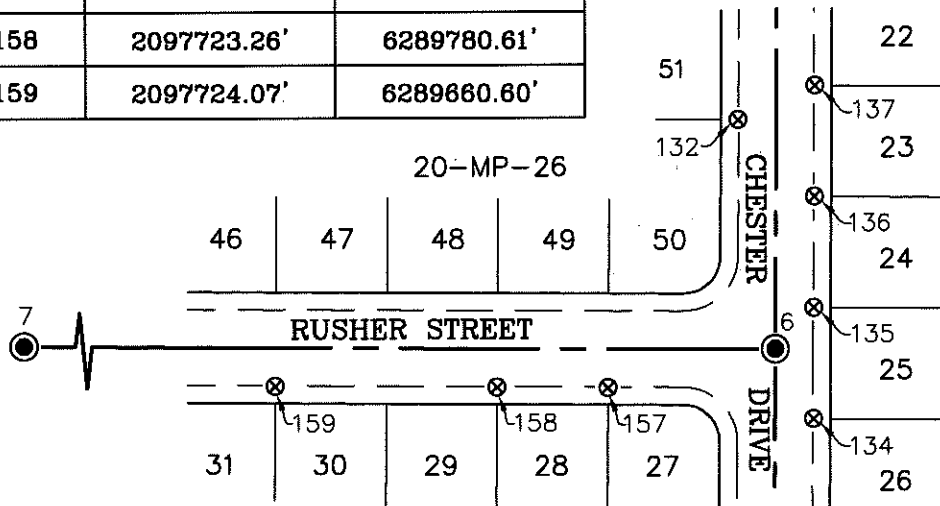 158 2097723.26' 6289780.61'
159 2097724.07' 6289660.60'
20-MP-26
51
132
22
137
23
136
24
135
25
134
26
CHESTER
DRIVE
46 47 48 49 50
7
RUSHER STREET
6
159 158 157
31 30 29 28 27